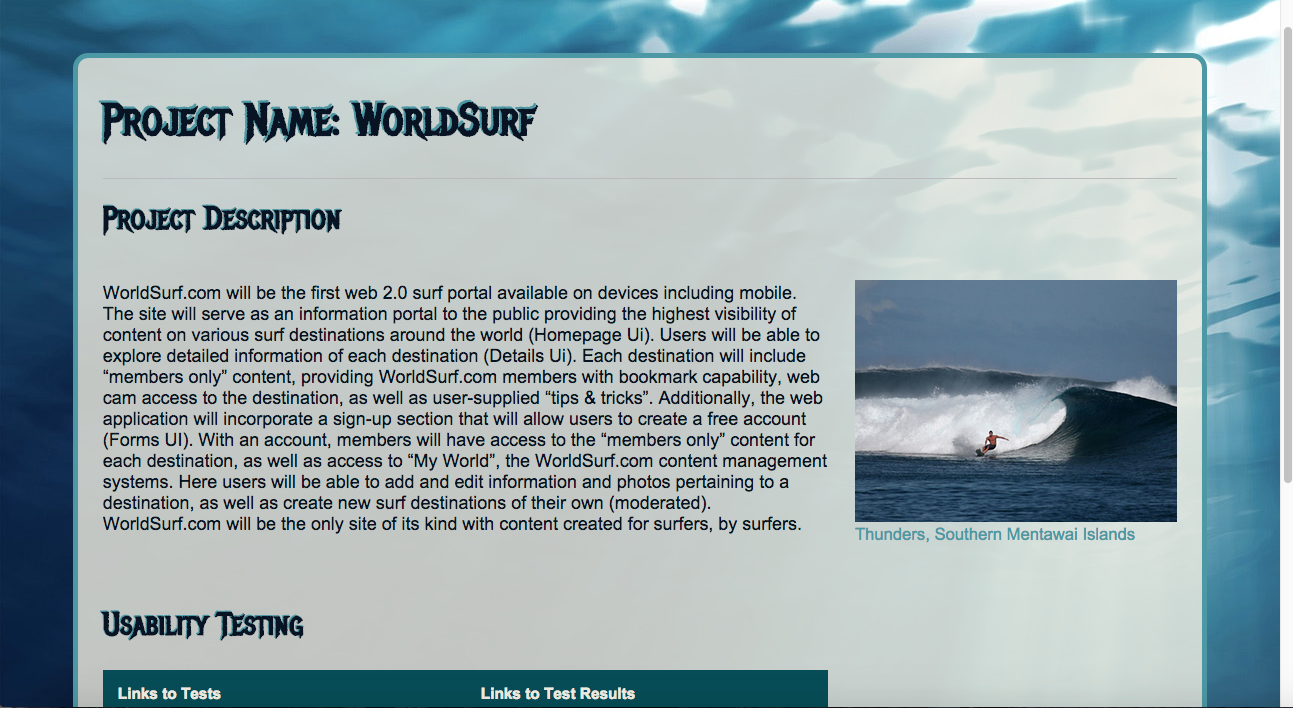 Project Name: WorldSurf
Project Description
WorldSurf.com will be the first web 2.0 surf portal available on devices including mobile.
The site will serve as an information portal to the public providing the highest visibility of
content on various surf destinations around the world (Homepage Ui). Users will be able to
explore detailed information of each destination (Details Ui). Each destination will include
“members only” content, providing WorldSurf.com members with bookmark capability, web
cam access to the destination, as well as user-supplied “tips & tricks”. Additionally, the web
application will incorporate a sign-up section that will allow users to create a free account
(Forms UI). With an account, members will have access to the “members only” content for
each destination, as well as access to “My World”, the WorldSurf.com content management
systems. Here users will be able to add and edit information and photos pertaining to a
destination, as well as create new surf destinations of their own (moderated).
WorldSurf.com will be the only site of its kind with content created for surfers, by surfers.
Thunders, Southern Mentawai Islands
Usability Testing
Links to Tests Links to Test Results